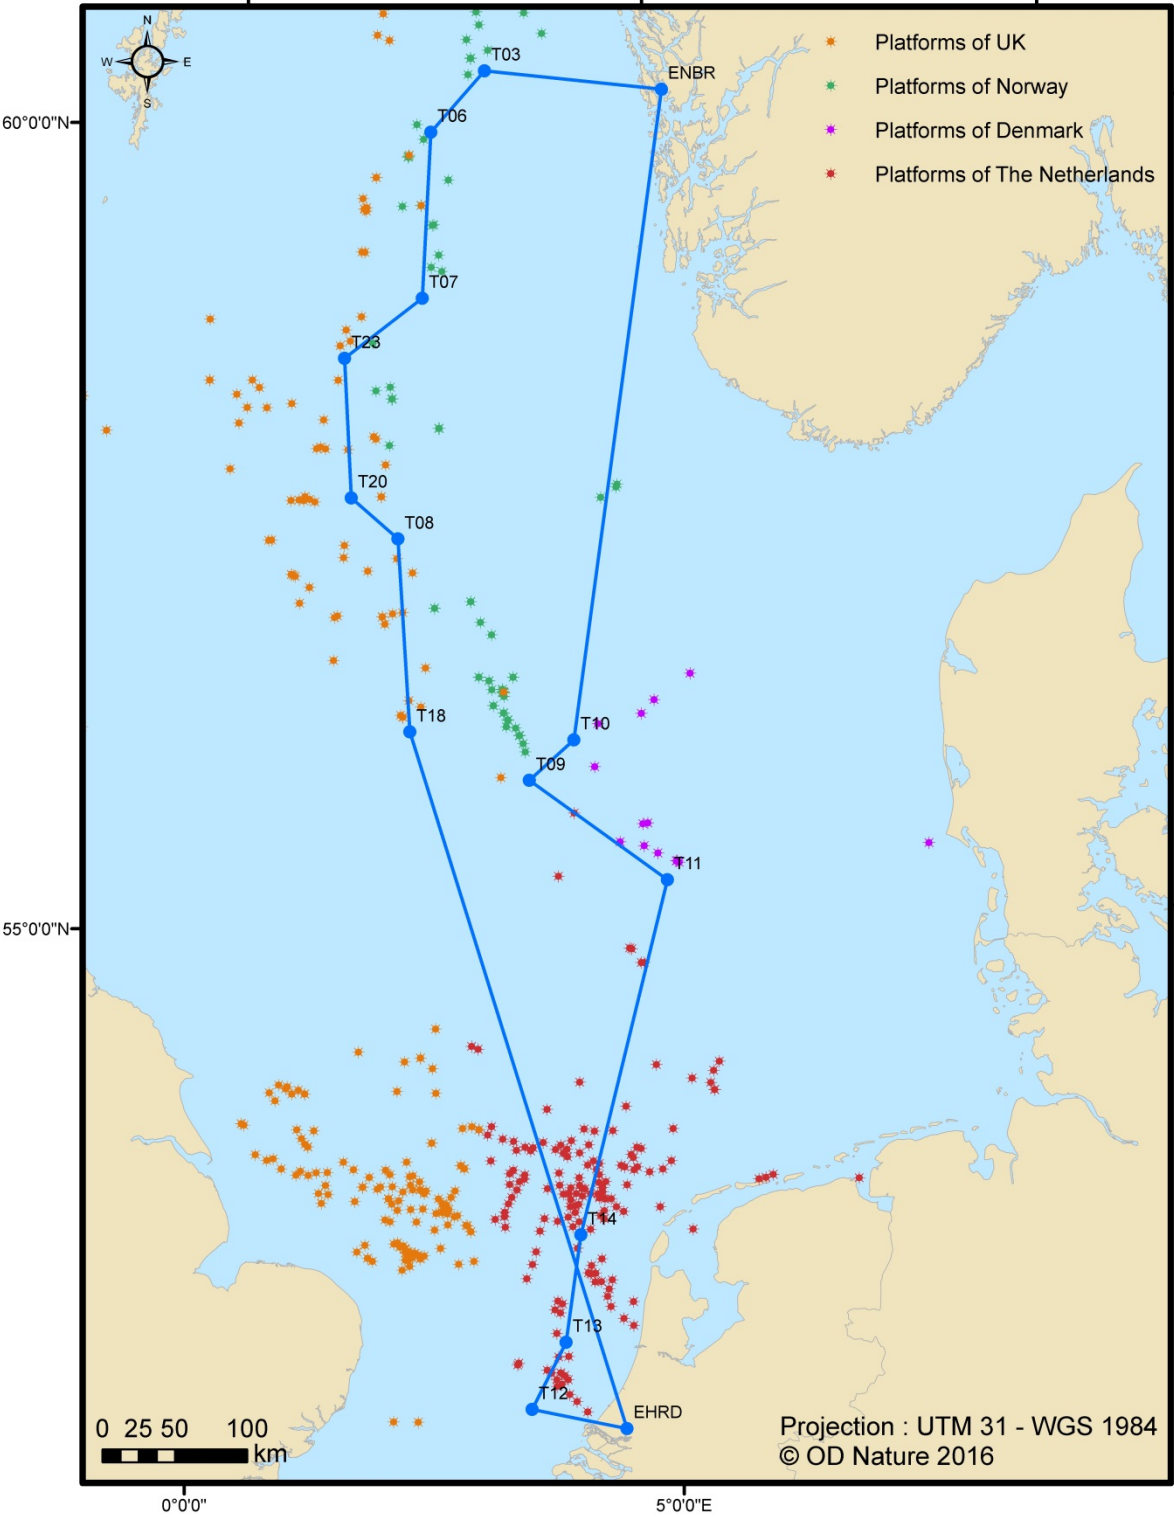 N
W E
S
Platforms of UK
Platforms of Norway
Platforms of Denmark
Platforms of The Netherlands
T03
ENBR
60°0'0"N
T06
T07
T23
T20
T08
T18
T10
T09
T11
55°0'0"N
T14
T13
T12
EHRD
0 25 50 100
km
Projection : UTM 31 - WGS 1984
© OD Nature 2016
0°0'0"
5°0'0"E